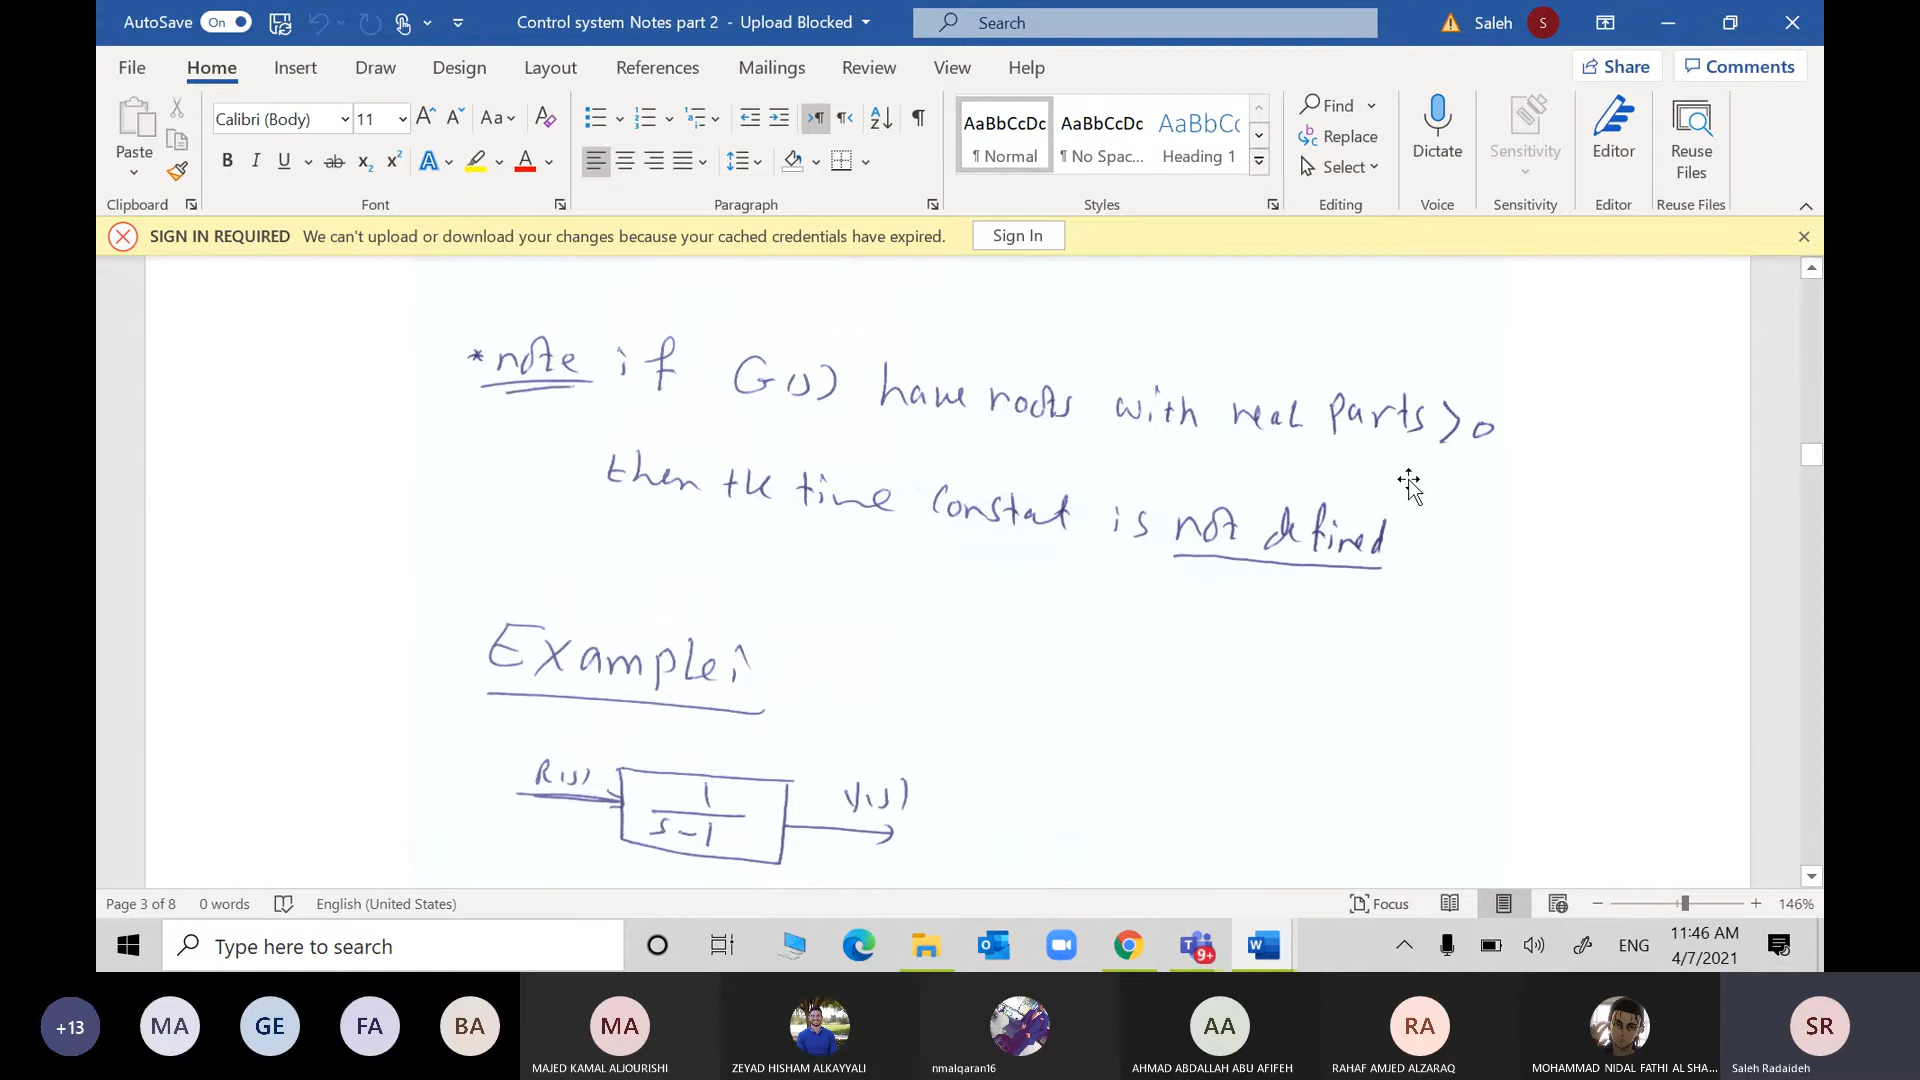 AutoSave On Control system Notes part 2 - Upload Blocked Search Saleh S
File Home Insert Draw Design Layout References Mailings Review View Help Share Comments
Calibri (Body) 11 Aa AaBbCcDc AaBbCcDc AaBbCc Find
Paste B I U ab x₂ x² A A ¶ Normal ¶ No Spac... Heading 1 Replace Select Dictate Sensitivity Editor Reuse Files
Clipboard Font Paragraph Styles Editing Voice Sensitivity Editor Reuse Files
SIGN IN REQUIRED We can't upload or download your changes because your cached credentials have expired. Sign In
*note if G(s) have roots with real parts > 0
then the time constat is not defined
Example:
R(s) 1 Y(s)
s-1
Page 3 of 8 0 words English (United States) Focus 146%
Type here to search 9+ ENG 11:46 AM
4/7/2021
+13 MA GE FA BA MA AA RA SR
MAJED KAMAL ALJOURISHI ZEYAD HISHAM ALKAYYALI nmalqaran16 AHMAD ABDALLAH ABU AFIFEH RAHAF AMJED ALZARAQ MOHAMMAD NIDAL FATHI AL SHA... Saleh Radaideh